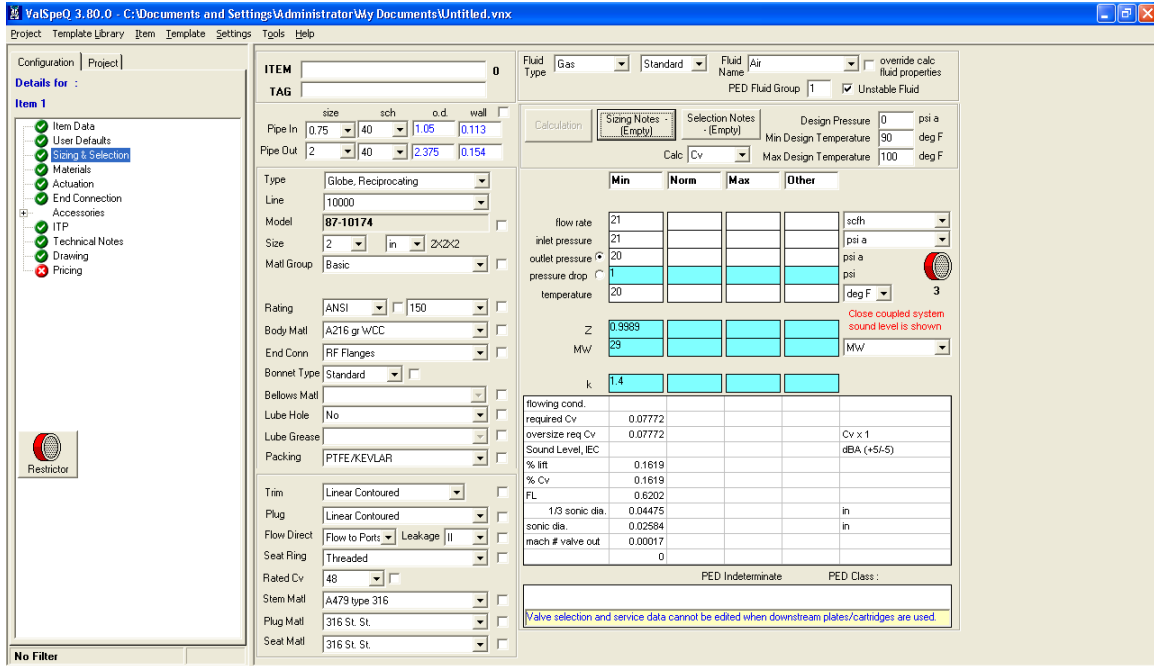 ValSpeQ 3.80.0 - C:\Documents and Settings\Administrator\My Documents\Untitled.vnx
Project Template Library Item Template Settings Tools Help
Configuration Project
Details for :
Item 1
Item Data
User Defaults
Sizing & Selection
Materials
Actuation
End Connection
Accessories
ITP
Technical Notes
Drawing
Pricing
Restrictor
No Filter
ITEM 0
TAG
size sch o.d. wall
Pipe In 0.75 40 1.05 0.113
Pipe Out 2 40 2.375 0.154
Type Globe, Reciprocating
Line 10000
Model 87-10174
Size 2 in 2X2X2
Matl Group Basic
Rating ANSI 150
Body Matl A216 gr WCC
End Conn RF Flanges
Bonnet Type Standard
Bellows Matl
Lube Hole No
Lube Grease
Packing PTFE/KEVLAR
Trim Linear Contoured
Plug Linear Contoured
Flow Direct Flow to Ports Leakage II
Seat Ring Threaded
Rated Cv 48
Stem Matl A479 type 316
Plug Matl 316 St. St.
Seat Matl 316 St. St.
Fluid Type Gas Standard Fluid Name Air override calc fluid properties
PED Fluid Group 1 Unstable Fluid
Calculation Sizing Notes - (Empty) Selection Notes - (Empty)
Design Pressure 0 psi a
Min Design Temperature 90 deg F
Calc Cv Max Design Temperature 100 deg F
Min Norm Max Other
flow rate 21 scfh
inlet pressure 21 psi a
outlet pressure 20 psi a
pressure drop 1 psi
temperature 20 deg F 3
Close coupled system
sound level is shown
Z 0.9989
MW 29 MW
k 1.4
flowing cond.
required Cv 0.07772
oversize req Cv 0.07772 Cv x 1
Sound Level, IEC dBA (+5/-5)
% lift 0.1619
% Cv 0.1619
FL 0.6202
1/3 sonic dia. 0.04475 in
sonic dia. 0.02584 in
mach # valve out 0.00017
0
PED Indeterminate PED Class :
Valve selection and service data cannot be edited when downstream plates/cartridges are used.